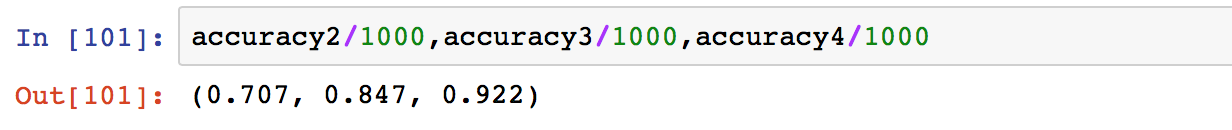 In [101]: accuracy2/1000,accuracy3/1000,accuracy4/1000
Out[101]: (0.707, 0.847, 0.922)